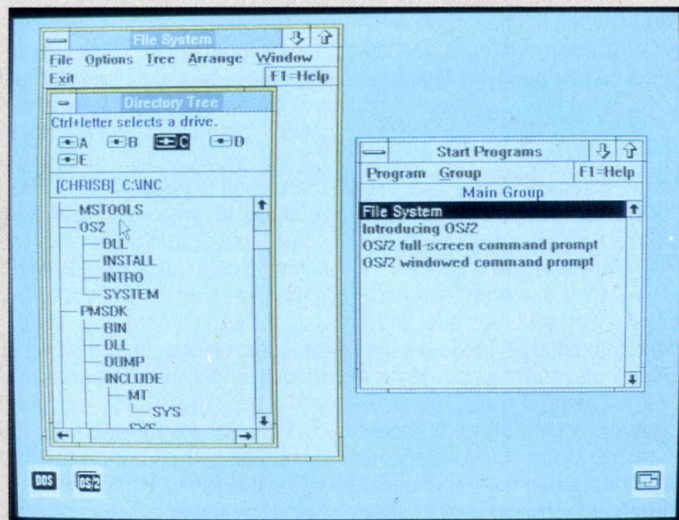 File System
File Options Tree Arrange Window
Exit F1=Help
Directory Tree
Ctrl+letter selects a drive.
A B C D
E
[CHRISB] C:\INC
MSTOOLS
OS2
DLL
INSTALL
INTRO
SYSTEM
PMSDK
BIN
DLL
DUMP
INCLUDE
MT
SYS
SYS
Start Programs
Program Group F1=Help
Main Group
File System
Introducing OS/2
OS/2 full-screen command prompt
OS/2 windowed command prompt
DOS
OS/2